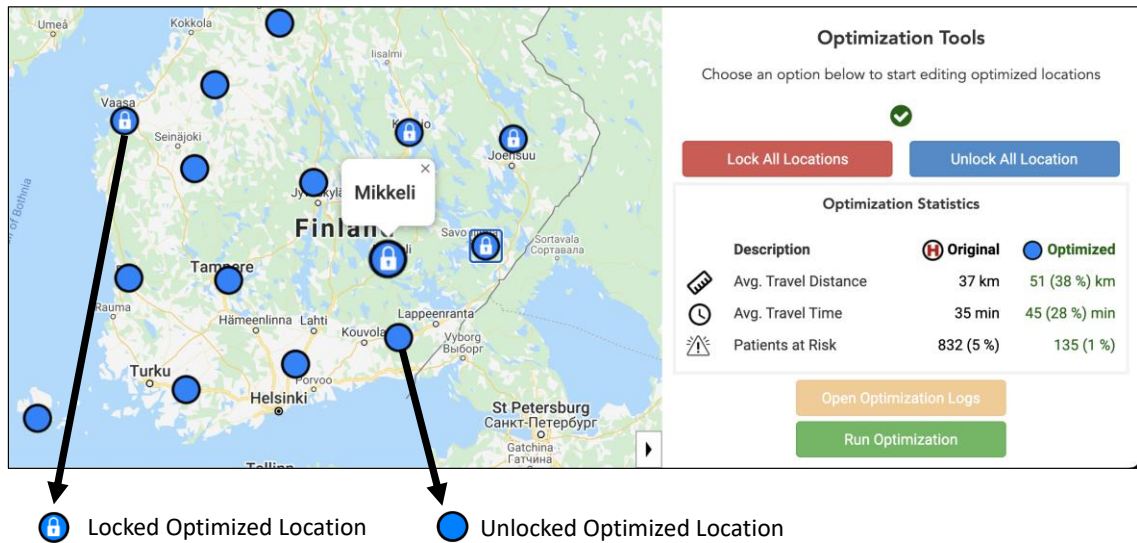 Umeå
Kokkola
Iisalmi
Vaasa
Seinäjoki
Joensuu
Mikkeli
Finland
Sortavala
Сортавала
Tampere
Rauma
Hämeenlinna
Lahti
Kouvola
Lappeenranta
Vyborg
Выборг
Turku
Porvoo
Helsinki
St Petersburg
Санкт-Петербург
Gatchina
Гатчина
Tallinn
Optimization Tools
Choose an option below to start editing optimized locations
Lock All Locations
Unlock All Location
Optimization Statistics
Description H Original Optimized
Avg. Travel Distance 37 km 51 (38 %) km
Avg. Travel Time 35 min 45 (28 %) min
Patients at Risk 832 (5 %) 135 (1 %)
Open Optimization Logs
Run Optimization
Locked Optimized Location
Unlocked Optimized Location